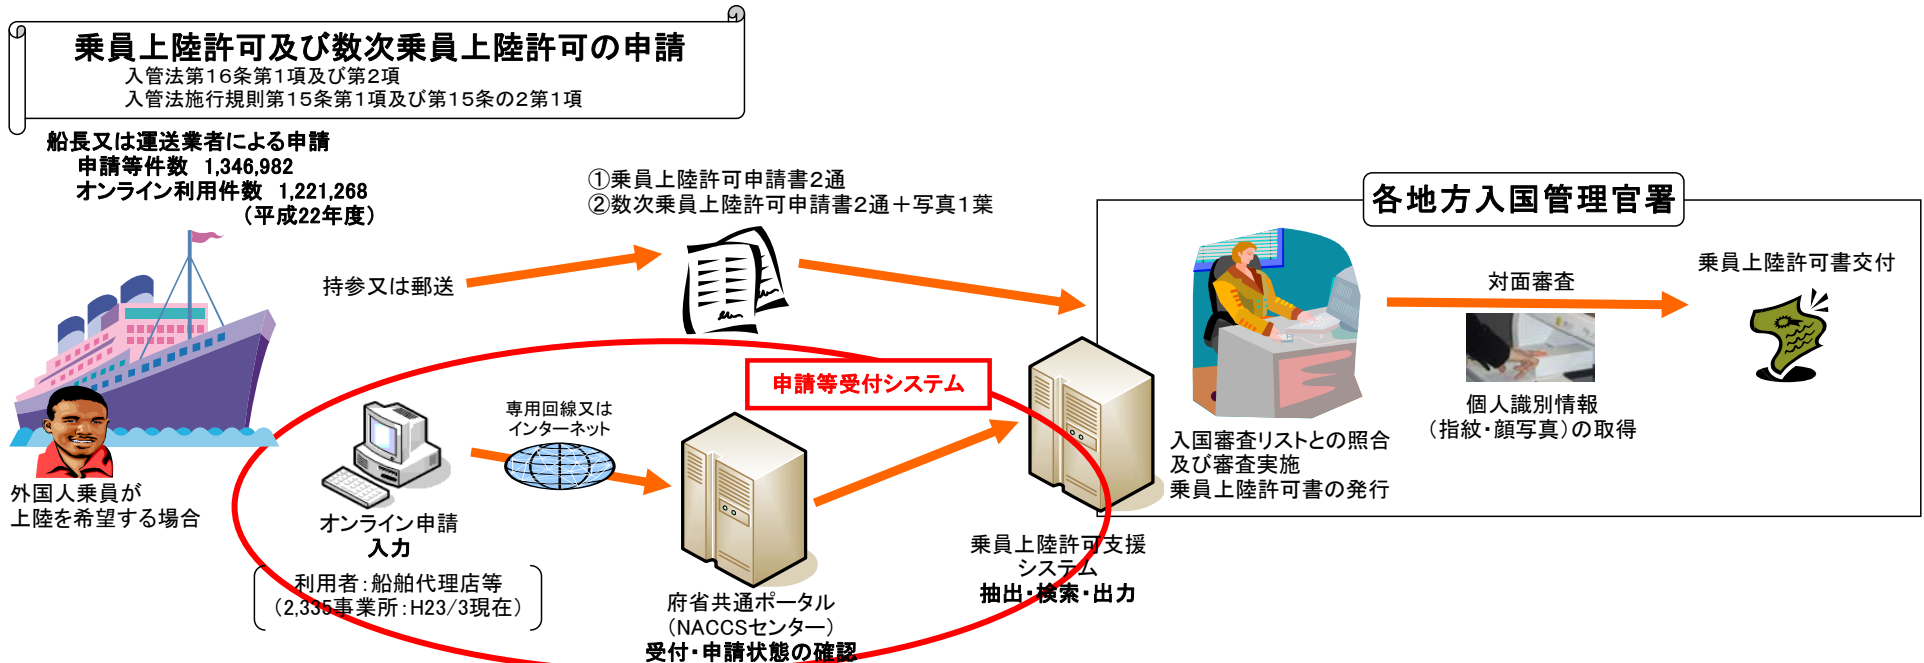 乗員上陸許可及び数次乗員上陸許可の申請
入管法第16条第1項及び第2項
入管法施行規則第15条第1項及び第15条の2第1項
船長又は運送業者による申請
申請等件数 1,346,982
オンライン利用件数 1,221,268
（平成22年度）
①乗員上陸許可申請書2通
②数次乗員上陸許可申請書2通＋写真1葉
持参又は郵送
外国人乗員が
上陸を希望する場合
申請等受付システム
専用回線又は
インターネット
オンライン申請
入力
利用者：船舶代理店等
（2,335事業所：H23/3現在）
府省共通ポータル
（NACCSセンター）
受付・申請状態の確認
乗員上陸許可支援
システム
抽出・検索・出力
各地方入国管理官署
入国審査リストとの照合
及び審査実施
乗員上陸許可書の発行
対面審査
個人識別情報
（指紋・顔写真）の取得
乗員上陸許可書交付